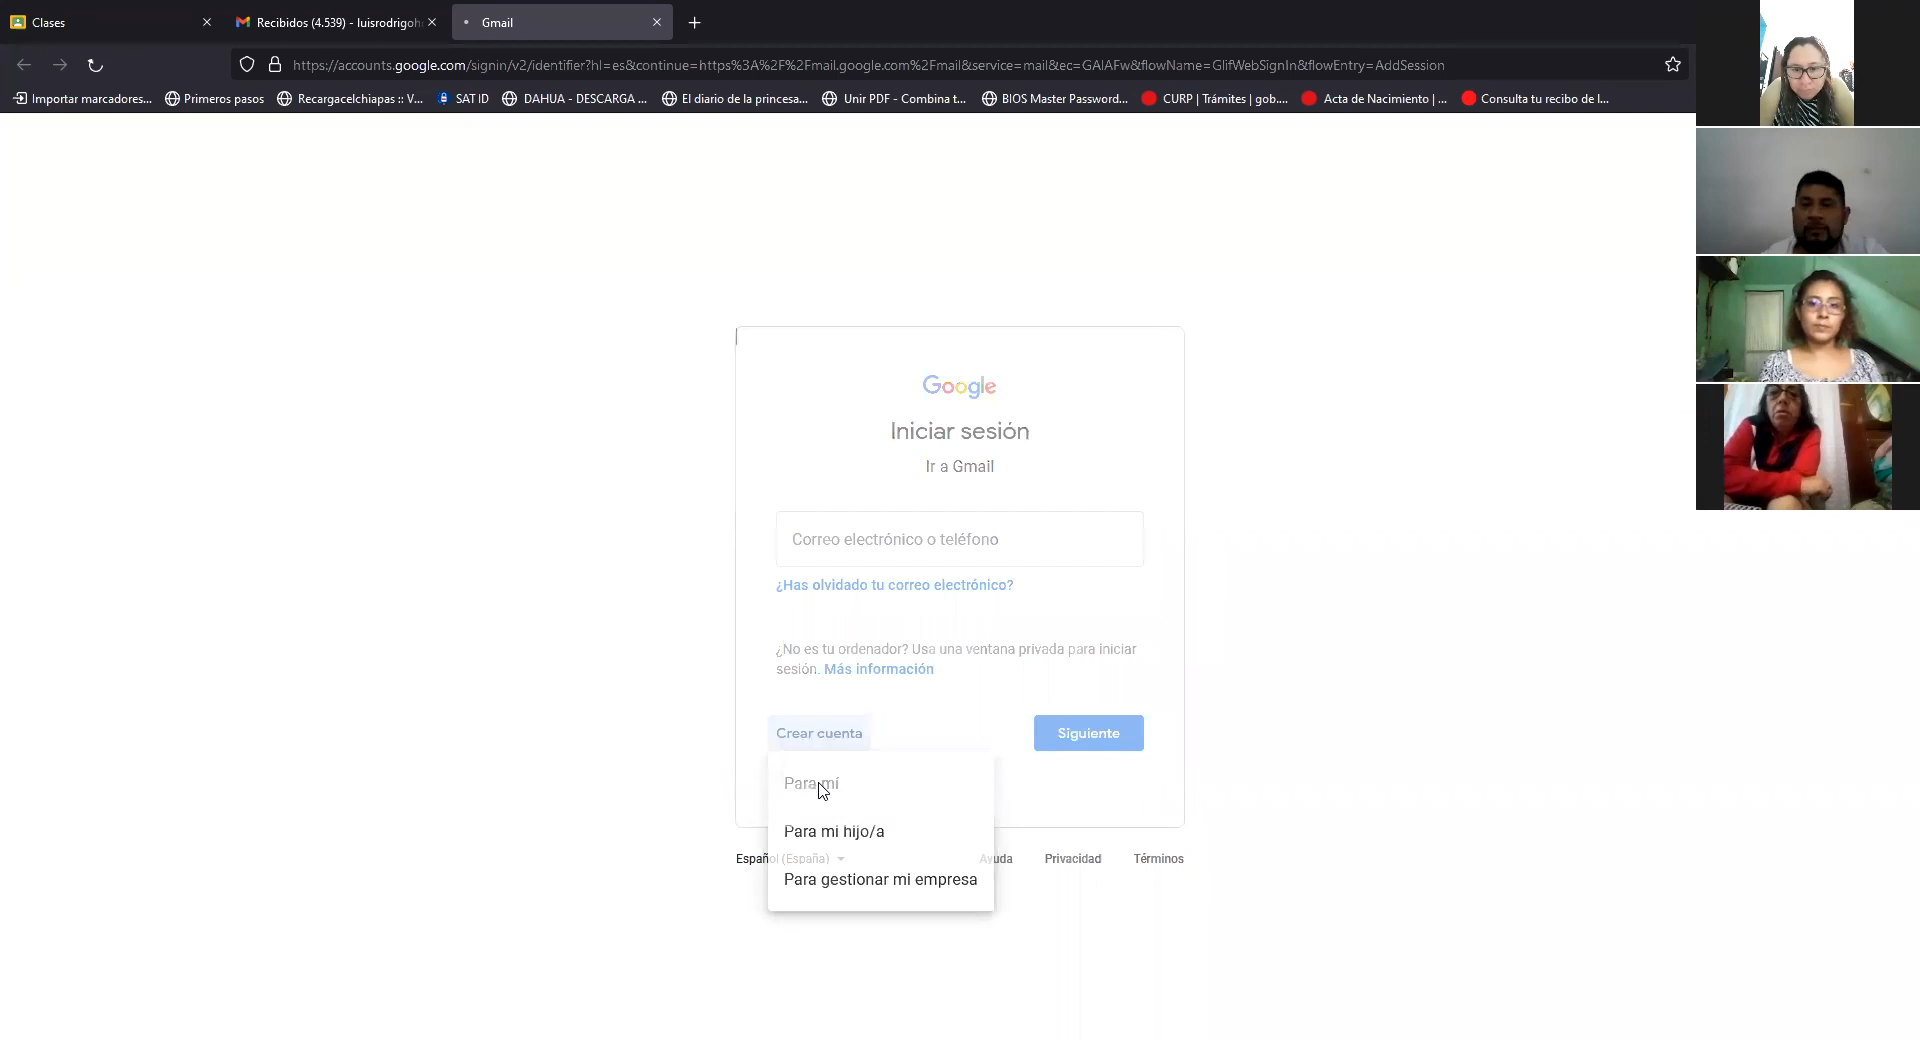 Clases
Recibidos (4.539) - luisrodrigoh
Gmail
https://accounts.google.com/signin/v2/identifier?hl=es&continue=https%3A%2F%2Fmail.google.com%2Fmail&service=mail&tec=GAlAFw&flowName=GlifWebSignIn&flowEntry=AddSession
Importar marcadores...
Primeros pasos
Recargacelchiapas :: V...
SAT ID
DAHUA - DESCARGA ...
El diario de la princesa...
Unir PDF - Combina t...
BIOS Master Password...
CURP | Trámites | gob....
Acta de Nacimiento | ...
Consulta tu recibo de l...
Google
Iniciar sesión
Ir a Gmail
Correo electrónico o teléfono
¿Has olvidado tu correo electrónico?
¿No es tu ordenador? Usa una ventana privada para iniciar
sesión. Más información
Crear cuenta
Siguiente
Para mí
Para mi hijo/a
Español (España)
Ayuda
Privacidad
Términos
Para gestionar mi empresa